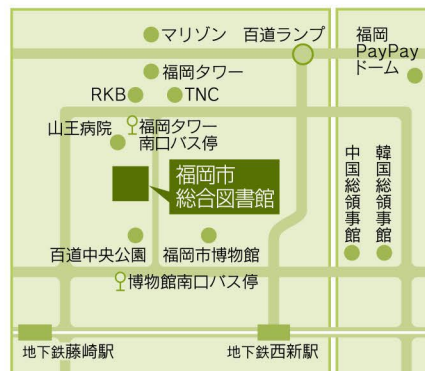 マリゾン
百道ランプ
福岡
PayPay
ドーム
福岡タワー
RKB
TNC
山王病院
福岡タワー
南口バス停
福岡市
総合図書館
中国総領事館
韓国総領事館
百道中央公園
福岡市博物館
博物館南口バス停
地下鉄藤崎駅
地下鉄西新駅